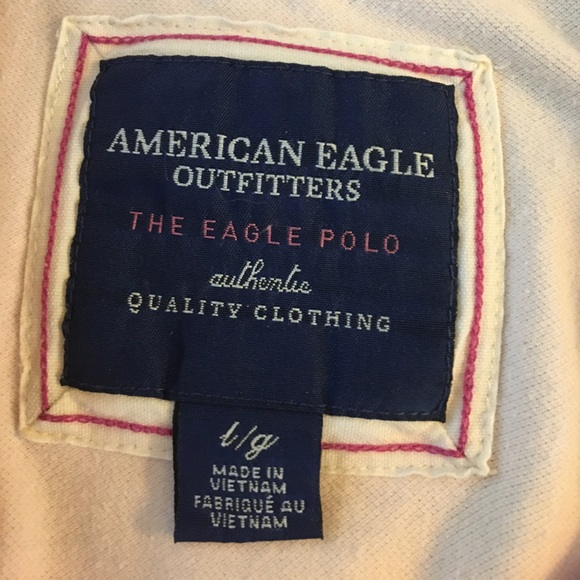 AMERICAN EAGLE
OUTFITTERS
THE EAGLE POLO
authentic
QUALITY CLOTHING
l/g
MADE IN
VIETNAM
FABRIQUÉ AU
VIETNAM